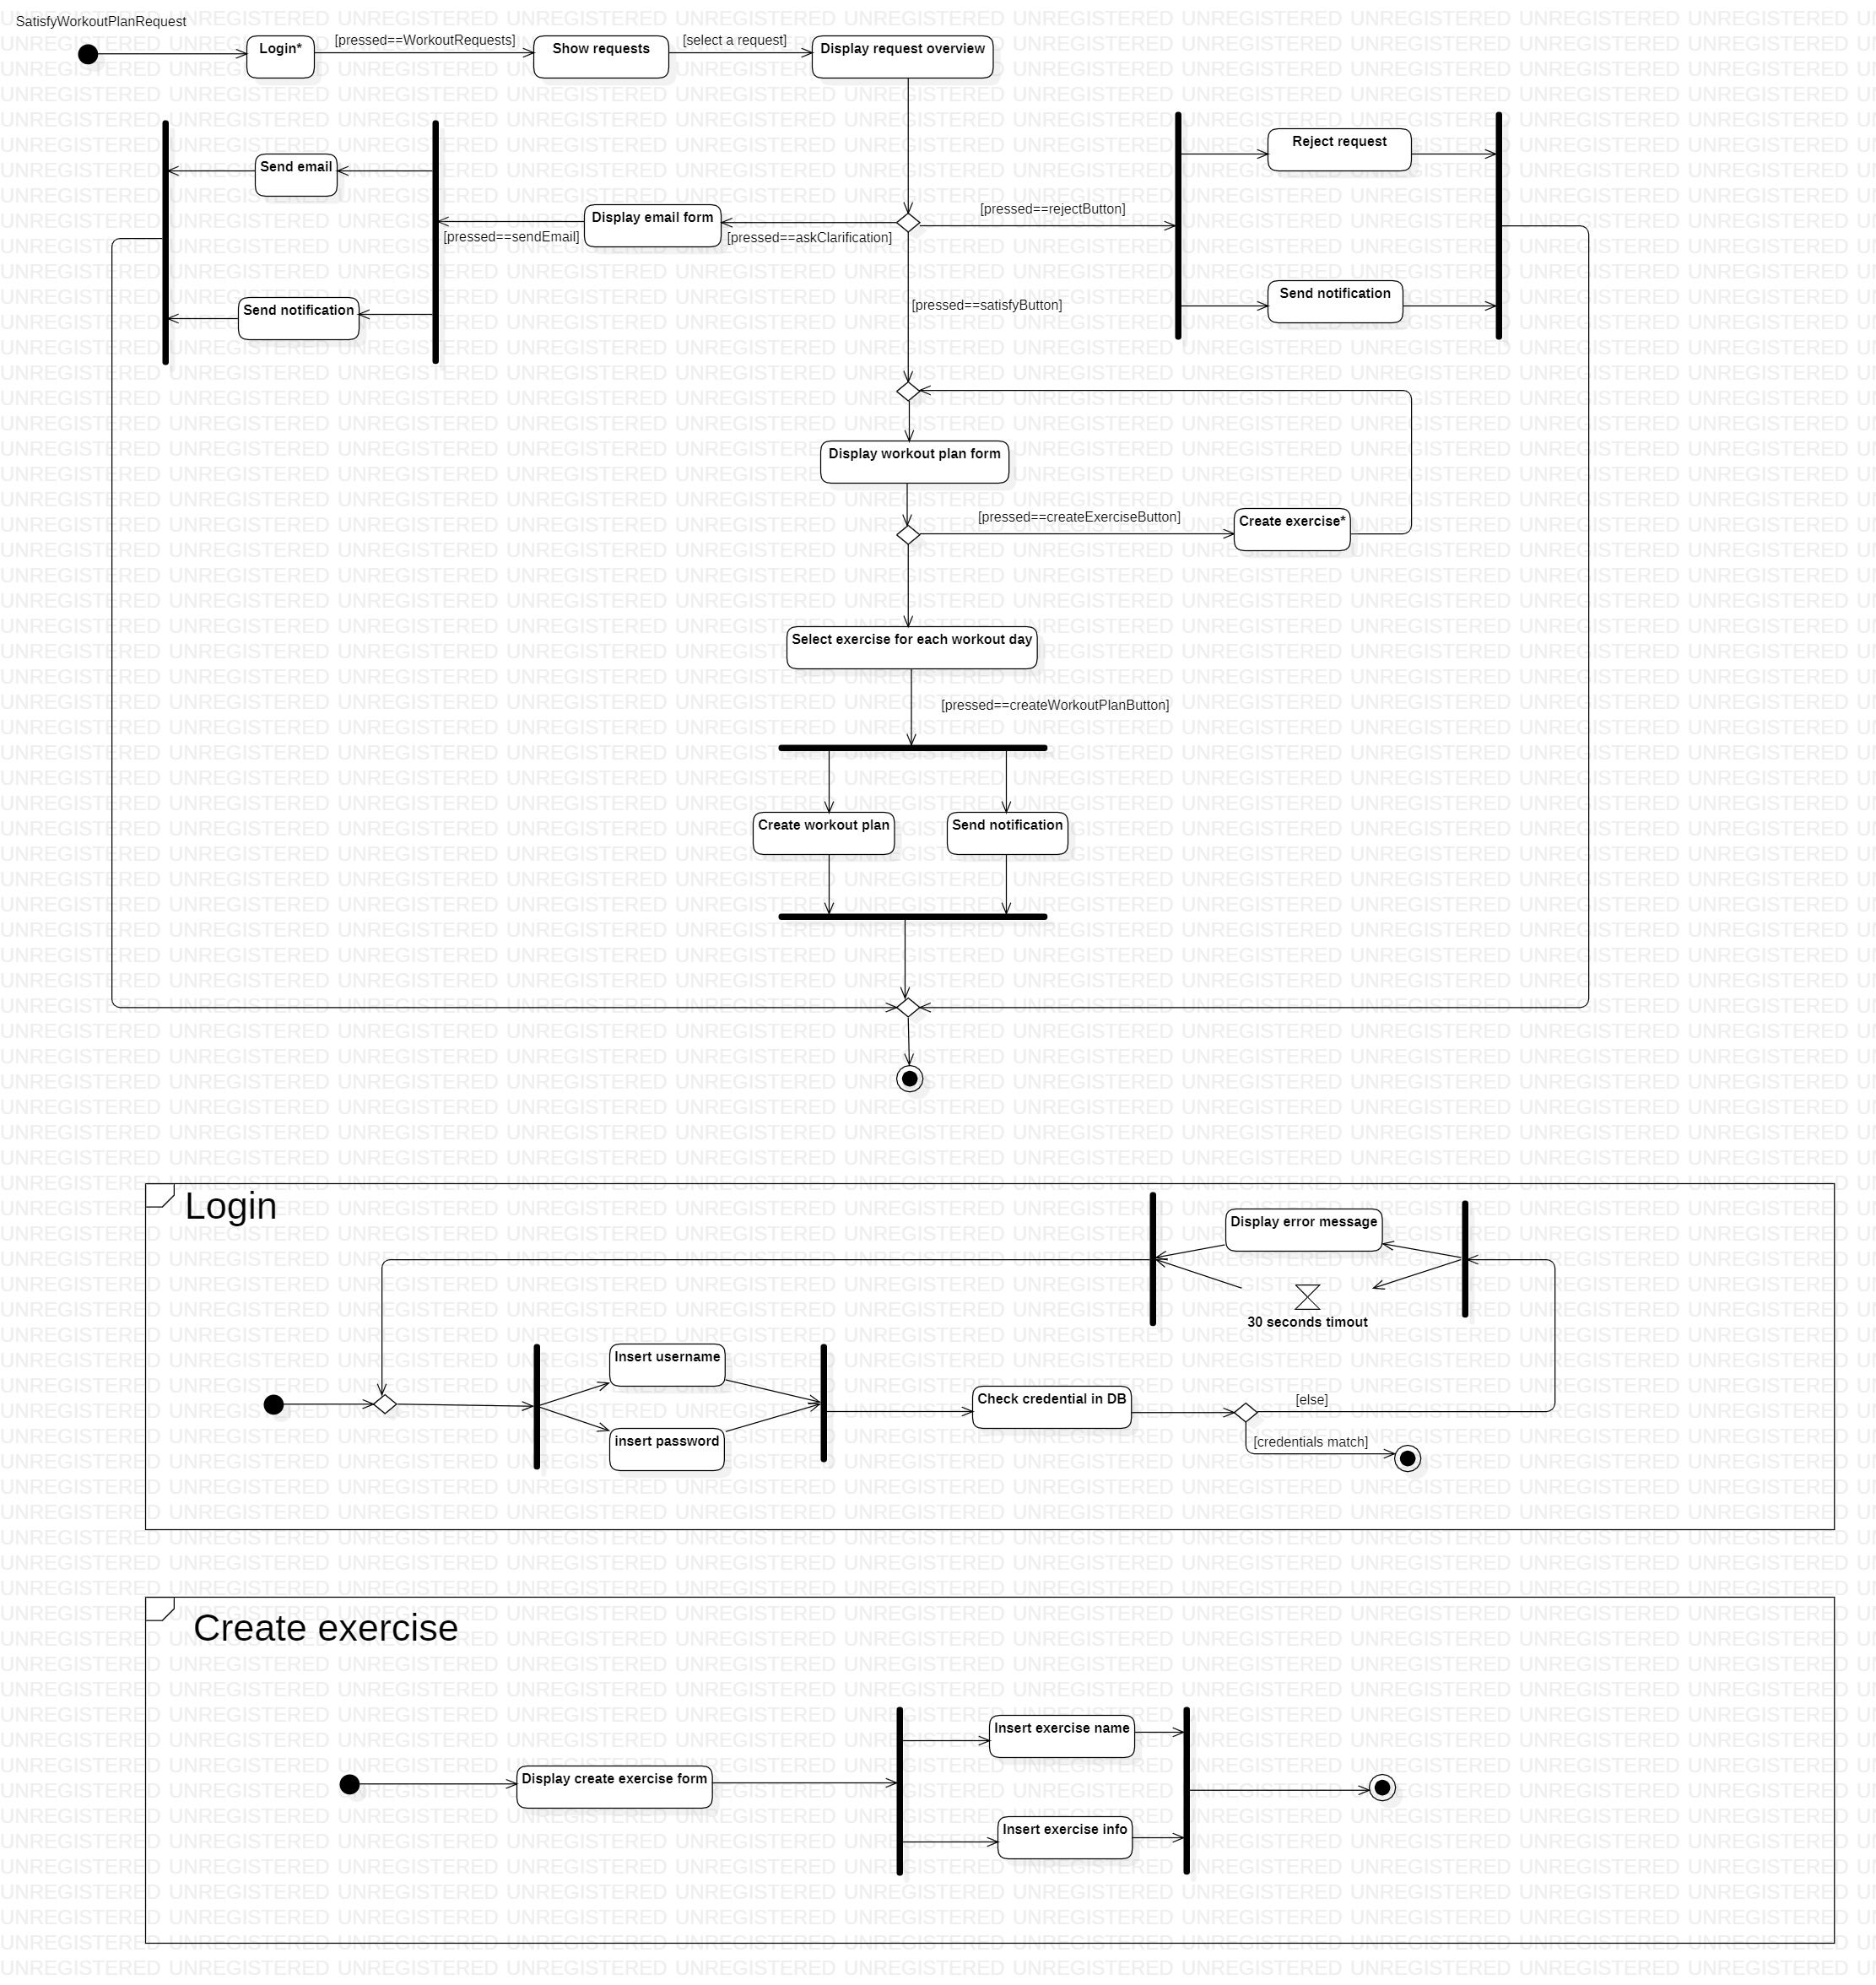 SatisfyWorkoutPlanRequest
Login*
[pressed==WorkoutRequests]
Show requests
[select a request]
Display request overview
Send email
Reject request
Display email form
[pressed==sendEmail]
[pressed==askClarification]
[pressed==rejectButton]
Send notification
[pressed==satisfyButton]
Send notification
Display workout plan form
[pressed==createExerciseButton]
Create exercise*
Select exercise for each workout day
[pressed==createWorkoutPlanButton]
Create workout plan
Send notification
Login
Display error message
30 seconds timout
Insert username
insert password
Check credential in DB
[else]
[credentials match]
Create exercise
Insert exercise name
Display create exercise form
Insert exercise info
UNREGISTERED